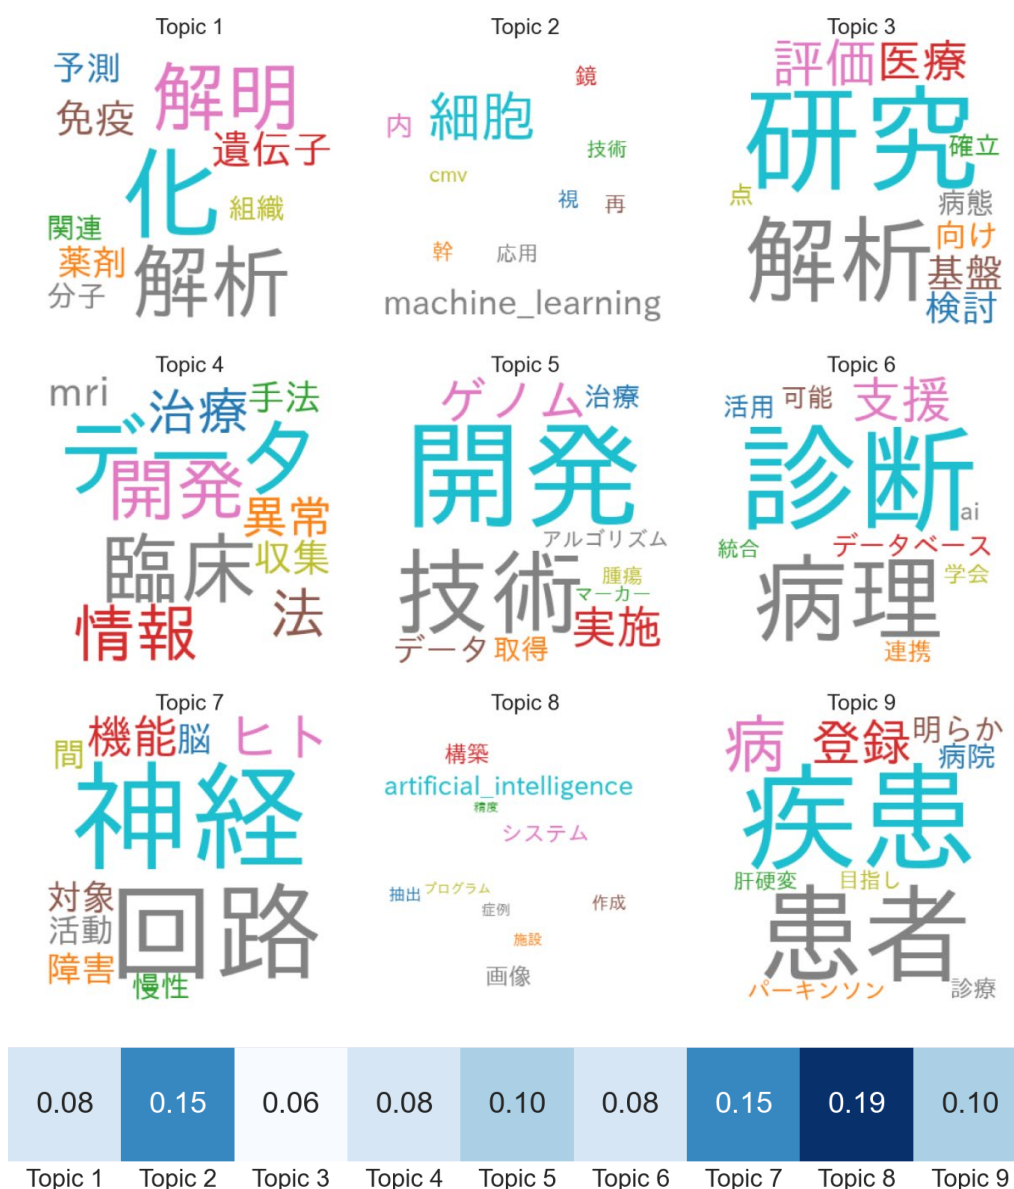 Topic 1
予測
解明
免疫
遺伝子
化
組織
関連
薬剤
解析
分子
Topic 2
鏡
細胞
内
技術
cmv
視
再
幹
応用
machine_learning
Topic 3
評価
医療
研究
確立
点
病態
解析
向け
基盤
検討
Topic 4
mri
治療
手法
データ
開発
異常
臨床
収集
法
情報
Topic 5
ゲノム
治療
開発
アルゴリズム
技術
腫瘍
マーカー
実施
データ
取得
Topic 6
活用
可能
支援
診断
ai
統合
データベース
病理
学会
連携
Topic 7
間
機能
脳
ヒト
神経
対象
回路
活動
障害
慢性
Topic 8
構築
artificial_intelligence
精度
システム
抽出
プログラム
症例
作成
施設
画像
Topic 9
病
登録
明らか
病院
疾患
肝硬変
目指し
患者
パーキンソン
診療
0.08 0.15 0.06 0.08 0.10 0.08 0.15 0.19 0.10
Topic 1 Topic 2 Topic 3 Topic 4 Topic 5 Topic 6 Topic 7 Topic 8 Topic 9